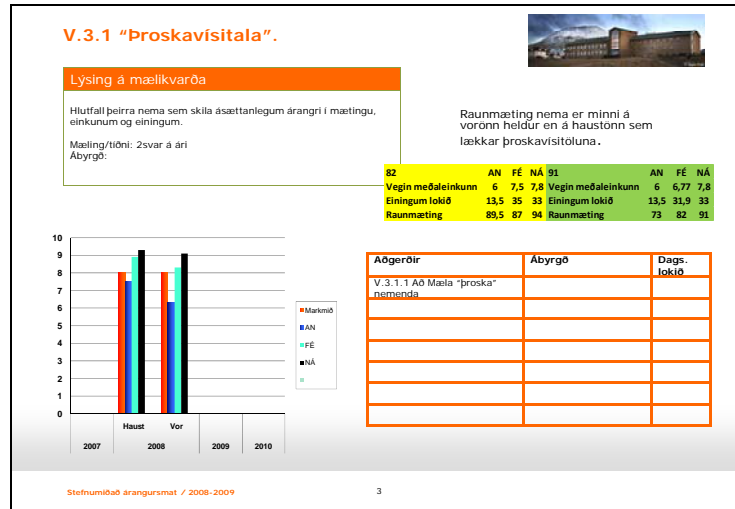 V.3.1 “Þroskavísitala”.
Lýsing á mælikvarða
Hlutfall þeirra nema sem skila ásættanlegum árangri í mætingu,
einkunum og einingum.
Mæling/tíðni: 2svar á ári
Ábyrgð:
Raunmæting nema er minni á
vorönn heldur en á haustönn sem
lækkar þroskavísitöluna.
82 AN FÉ NÁ 91 AN FÉ NÁ
Vegin meðaleinkunn 6 7,5 7,8 Vegin meðaleinkunn 6 6,77 7,8
Einingum lokið 13,5 35 33 Einingum lokið 13,5 31,9 33
Raunmæting 89,5 87 94 Raunmæting 73 82 91
10
9
8
7
6
5
4
3
2
1
0
Haust Vor
2007 2008 2009 2010
Markmið
AN
FÉ
NÁ
Aðgerðir Ábyrgð Dags.
lokið
V.3.1.1 Að Mæla “þroska”
nemenda
Stefnumiðað árangursmat / 2008-2009
3